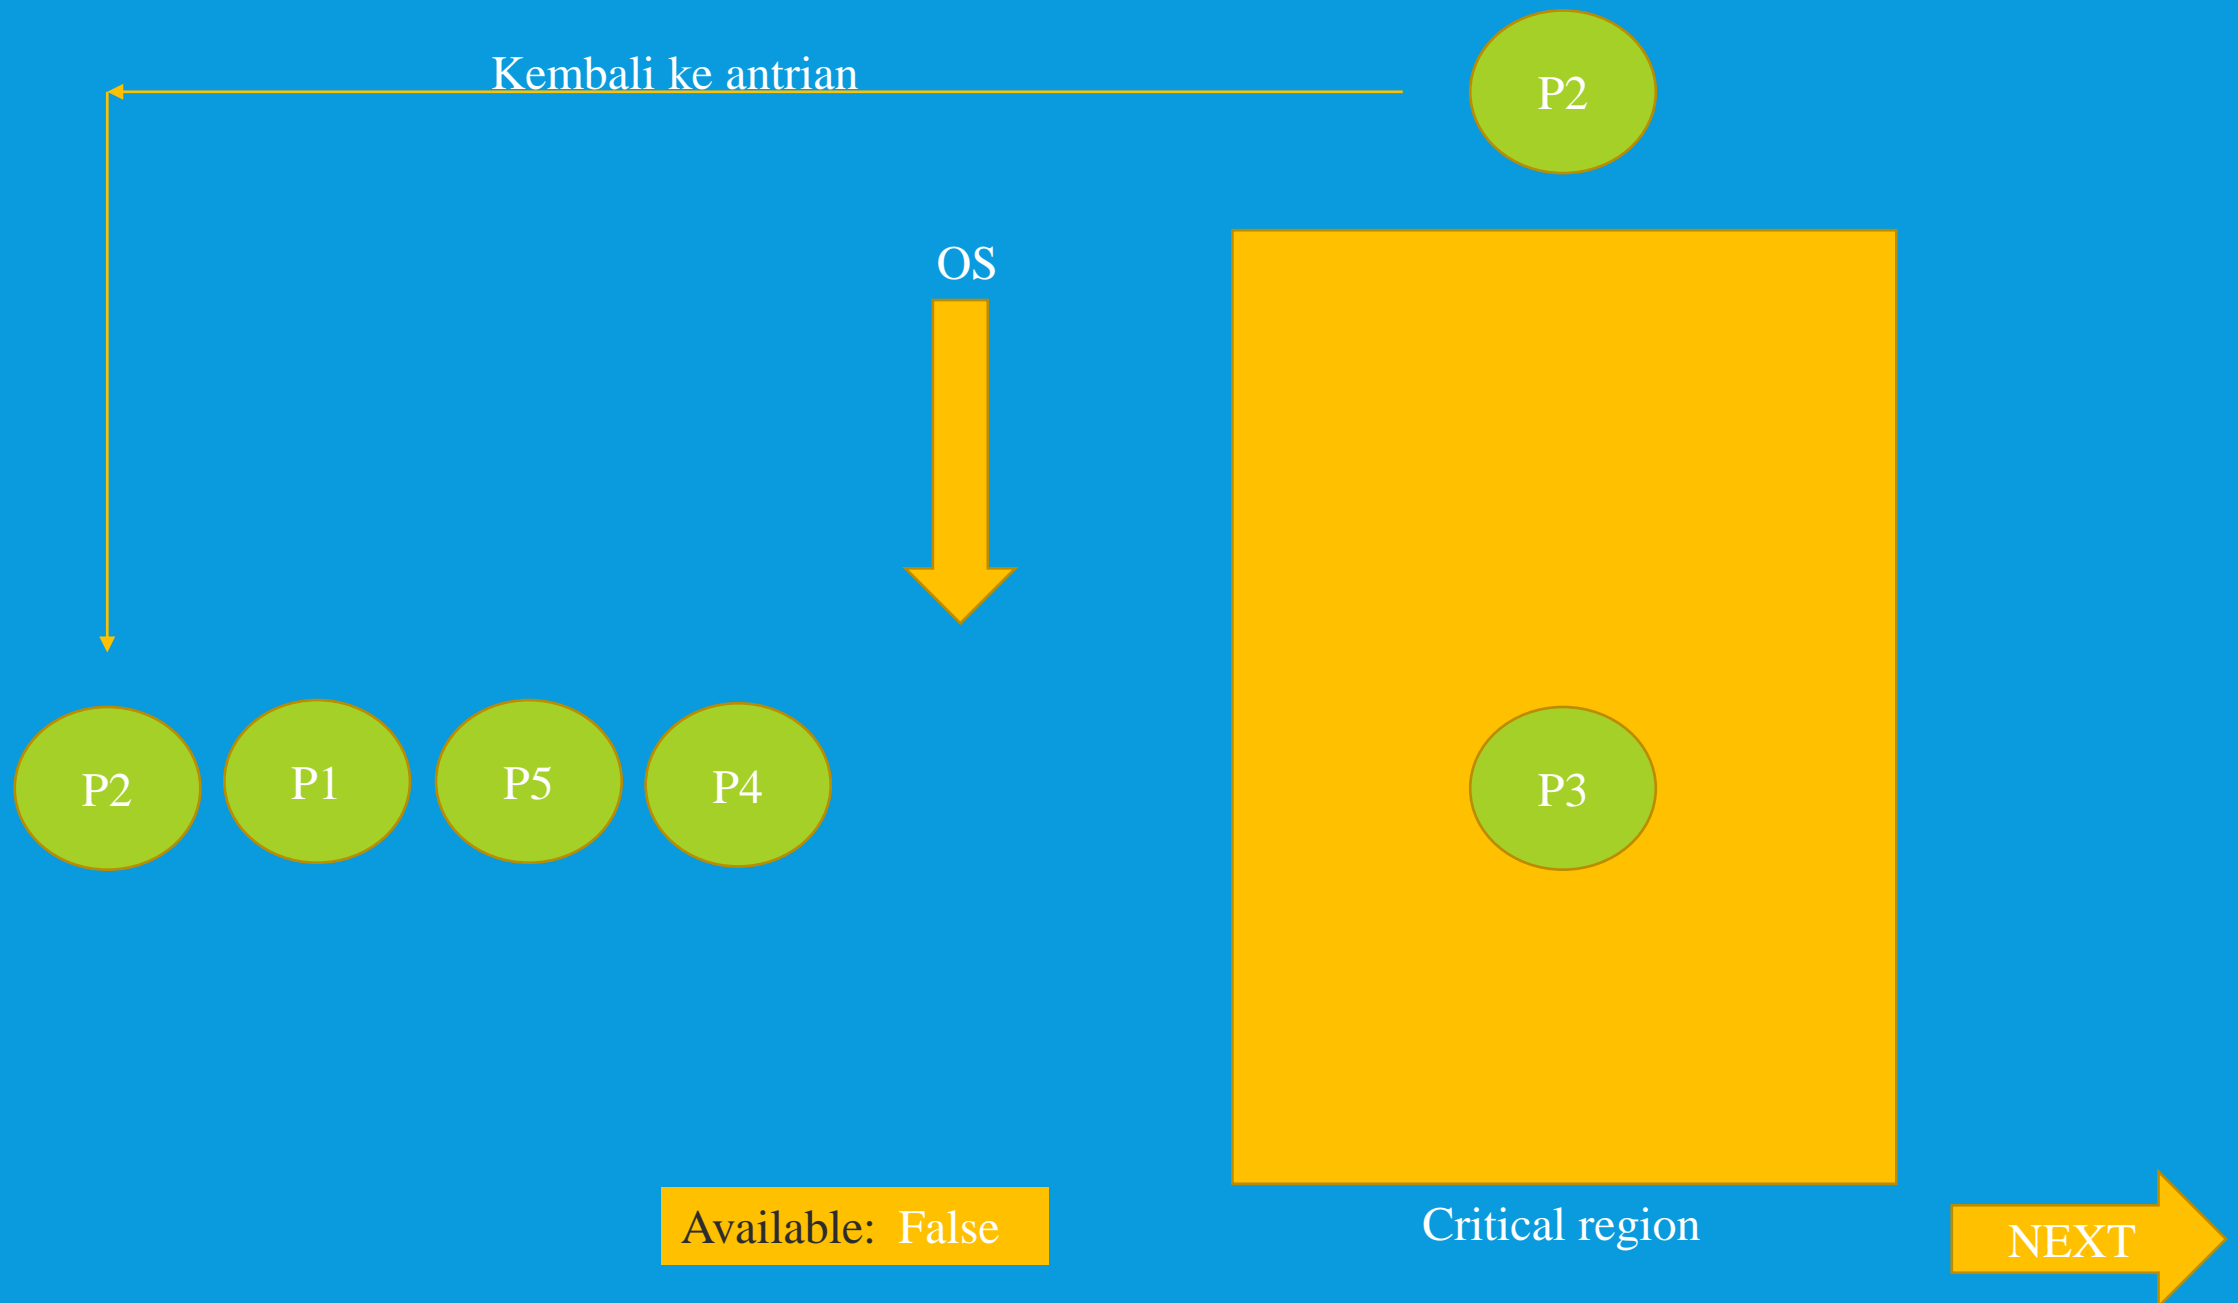 Kembali ke antrian
P2
OS
P2
P1
P5
P4
P3
Available: False
Critical region
NEXT